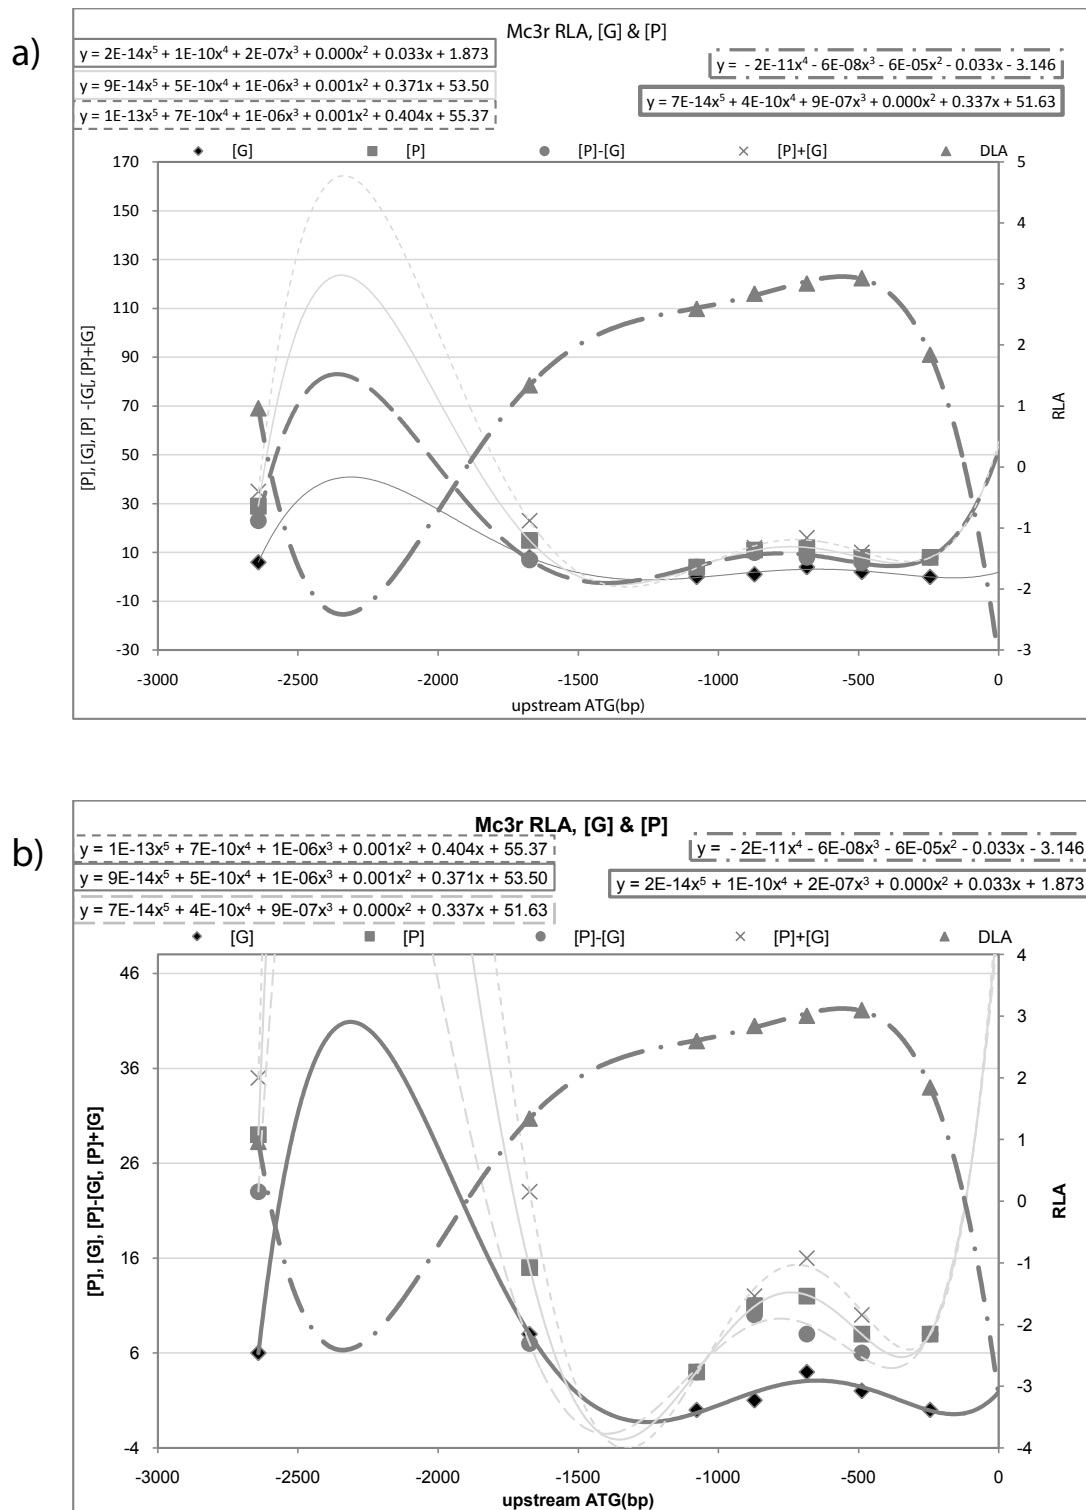 a)
Mc3r RLA, [G] & [P]
y = 2E-14x⁵ + 1E-10x⁴ + 2E-07x³ + 0.000x² + 0.033x + 1.873
y = - 2E-11x⁴ - 6E-08x³ - 6E-05x² - 0.033x - 3.146
y = 9E-14x⁵ + 5E-10x⁴ + 1E-06x³ + 0.001x² + 0.371x + 53.50
y = 7E-14x⁵ + 4E-10x⁴ + 9E-07x³ + 0.000x² + 0.337x + 51.63
y = 1E-13x⁵ + 7E-10x⁴ + 1E-06x³ + 0.001x² + 0.404x + 55.37
[G] [P] [P]-[G] [P]+[G] DLA
170 5
150
4
130
110 3
90 2
70 1
50 0
30 -1
10
-2
-10
-30 -3
[P], [G], [P] -[G[, [P]+[G]
RLA
-3000 -2500 -2000 -1500 -1000 -500 0
upstream ATG(bp)
b)
Mc3r RLA, [G] & [P]
y = 1E-13x⁵ + 7E-10x⁴ + 1E-06x³ + 0.001x² + 0.404x + 55.37
y = - 2E-11x⁴ - 6E-08x³ - 6E-05x² - 0.033x - 3.146
y = 9E-14x⁵ + 5E-10x⁴ + 1E-06x³ + 0.001x² + 0.371x + 53.50
y = 2E-14x⁵ + 1E-10x⁴ + 2E-07x³ + 0.000x² + 0.033x + 1.873
y = 7E-14x⁵ + 4E-10x⁴ + 9E-07x³ + 0.000x² + 0.337x + 51.63
[G] [P] [P]-[G] [P]+[G] DLA
46 4
3
36 2
26 1
0
16 -1
6 -2
-3
-4 -4
[P], [G], [P]-[G[, [P]+[G]
RLA
-3000 -2500 -2000 -1500 -1000 -500 0
upstream ATG(bp)